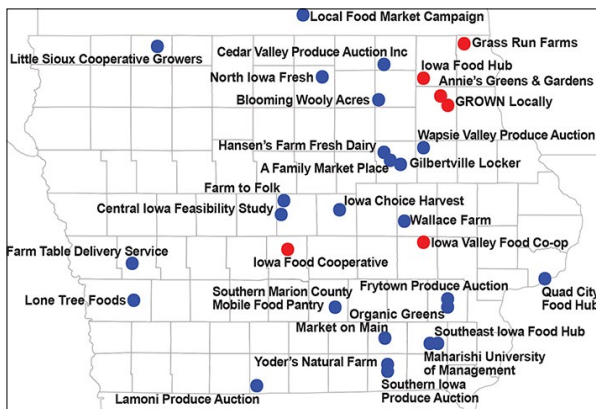 Local Food Market Campaign
Grass Run Farms
Cedar Valley Produce Auction Inc
Little Sioux Cooperative Growers
Iowa Food Hub
North Iowa Fresh
Annie's Greens & Gardens
Blooming Wooly Acres
GROWN Locally
Wapsie Valley Produce Auction
Hansen's Farm Fresh Dairy
A Family Market Place
Gilbertville Locker
Farm to Folk
Iowa Choice Harvest
Central Iowa Feasibility Study
Wallace Farm
Iowa Valley Food Co-op
Farm Table Delivery Service
Iowa Food Cooperative
Frytown Produce Auction
Quad City
Food Hub
Lone Tree Foods
Southern Marion County
Mobile Food Pantry
Organic Greens
Market on Main
Southeast Iowa Food Hub
Maharishi University
of Management
Yoder's Natural Farm
Southern Iowa
Produce Auction
Lamoni Produce Auction